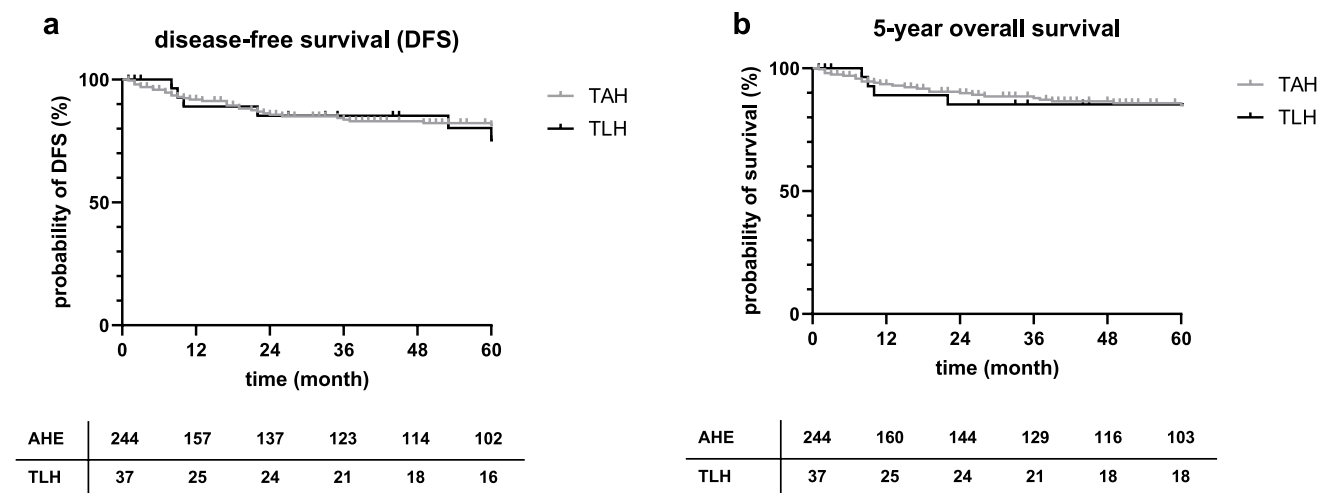 a
disease-free survival (DFS)
probability of DFS (%)
100
50
0
0 12 24 36 48 60
time (month)
TAH
TLH
AHE 244 157 137 123 114 102
TLH 37 25 24 21 18 16
b
5-year overall survival
probability of survival (%)
100
50
0
0 12 24 36 48 60
time (month)
TAH
TLH
AHE 244 160 144 129 116 103
TLH 37 25 24 21 18 18